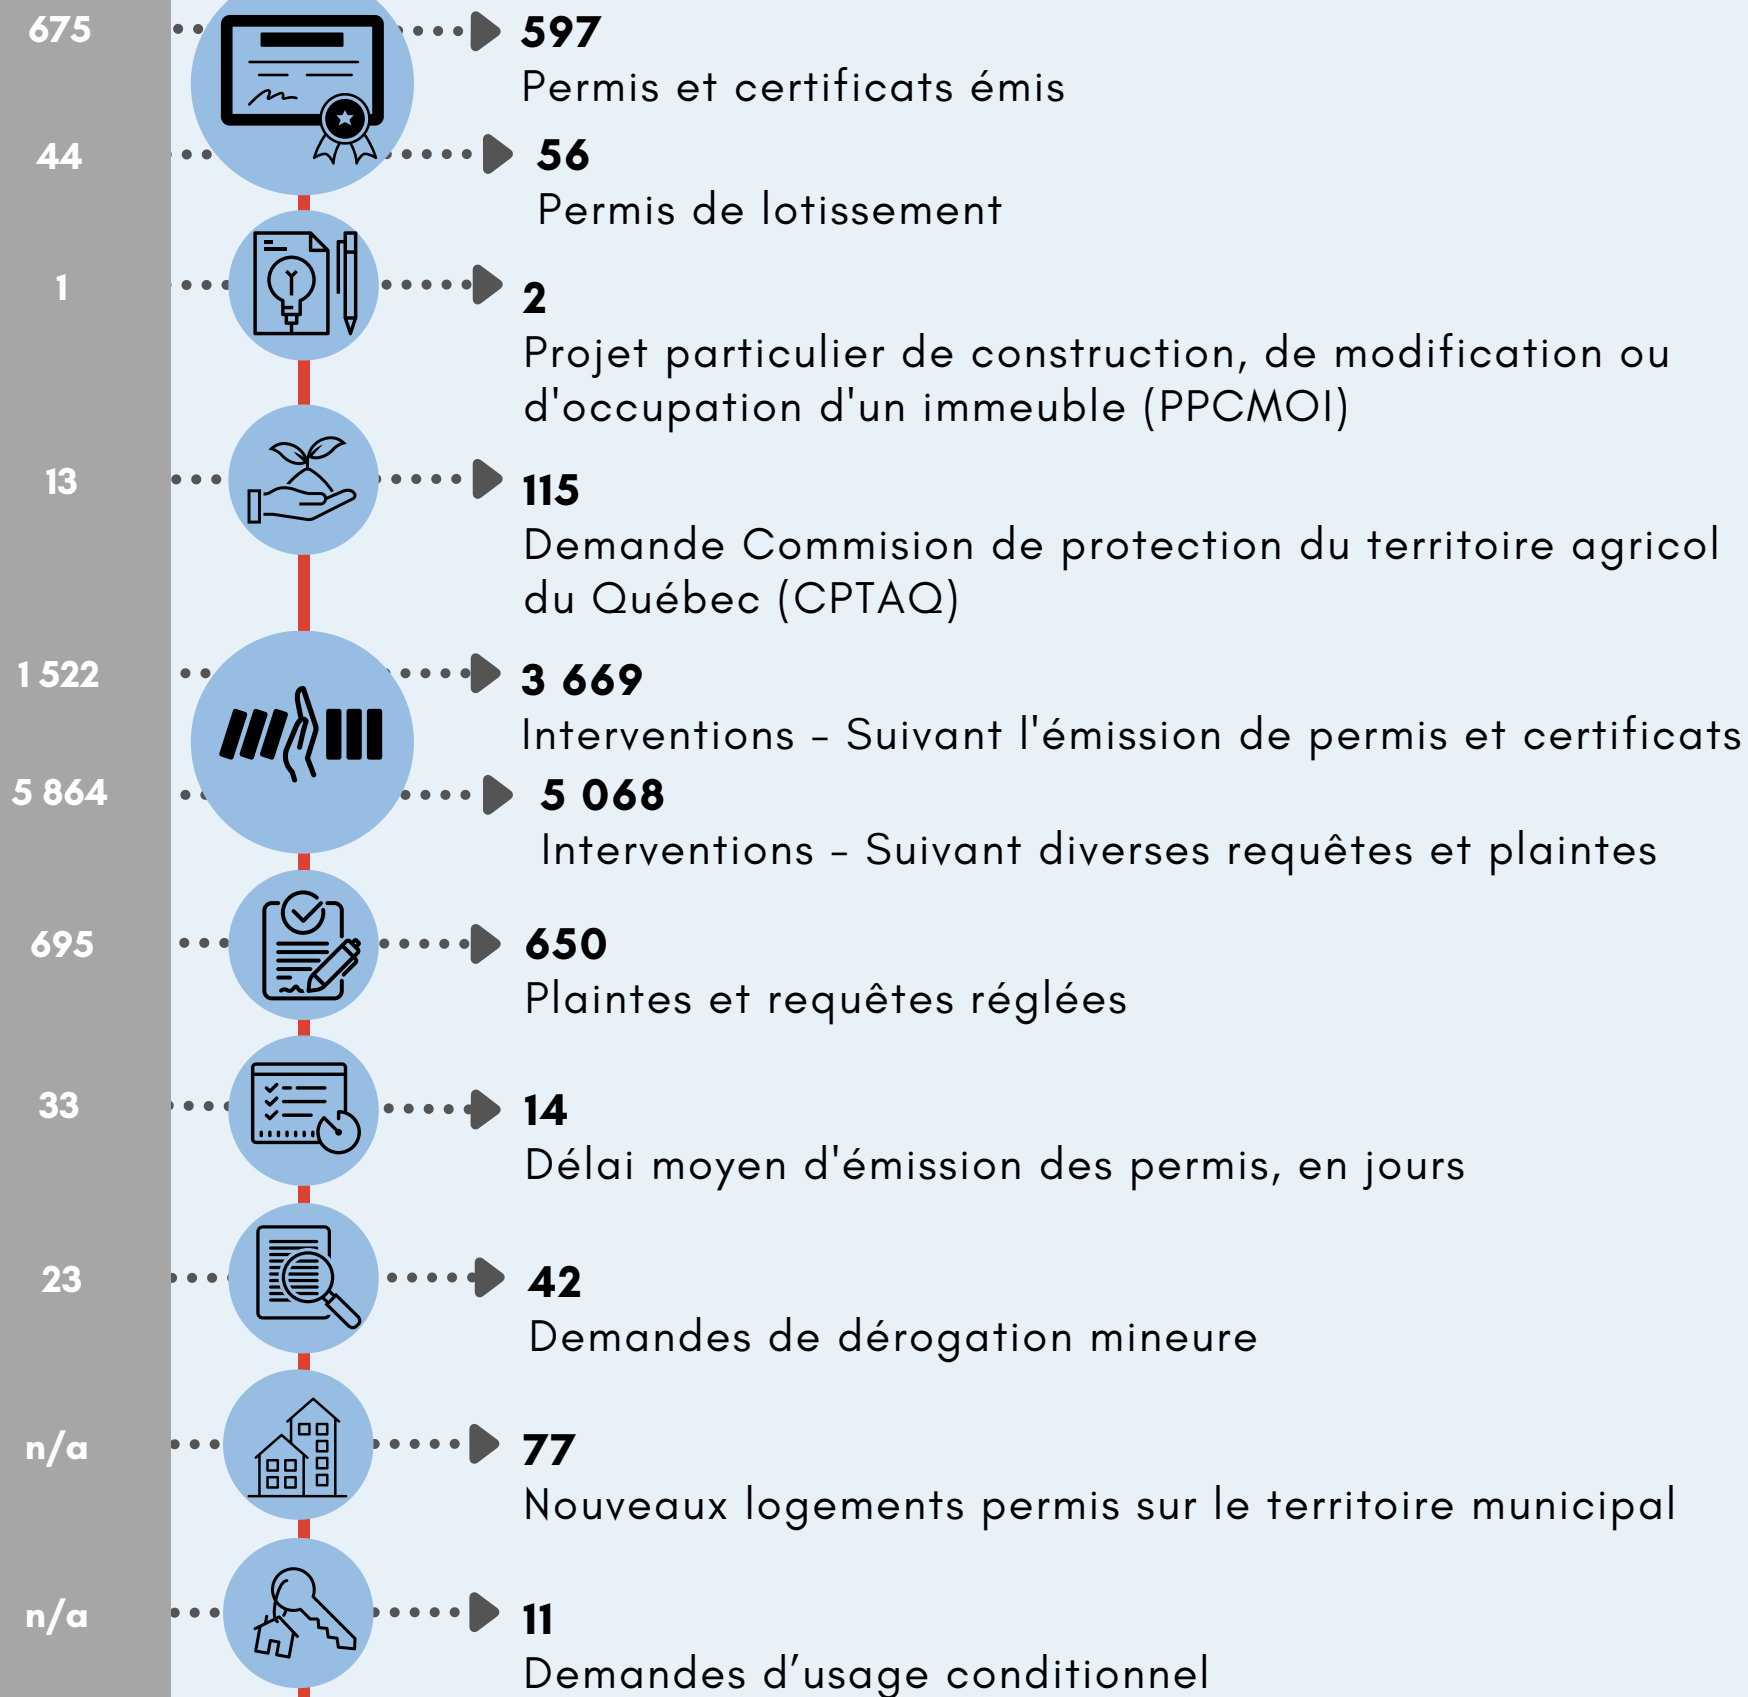 675
597
Permis et certificats émis
44
56
Permis de lotissement
1
2
Projet particulier de construction, de modification ou
d'occupation d'un immeuble (PPCMOI)
13
115
Demande Commision de protection du territoire agricol
du Québec (CPTAQ)
1 522
3 669
Interventions - Suivant l'émission de permis et certificats
5 864
5 068
Interventions - Suivant diverses requêtes et plaintes
695
650
Plaintes et requêtes réglées
33
14
Délai moyen d'émission des permis, en jours
23
42
Demandes de dérogation mineure
n/a
77
Nouveaux logements permis sur le territoire municipal
n/a
11
Demandes d’usage conditionnel